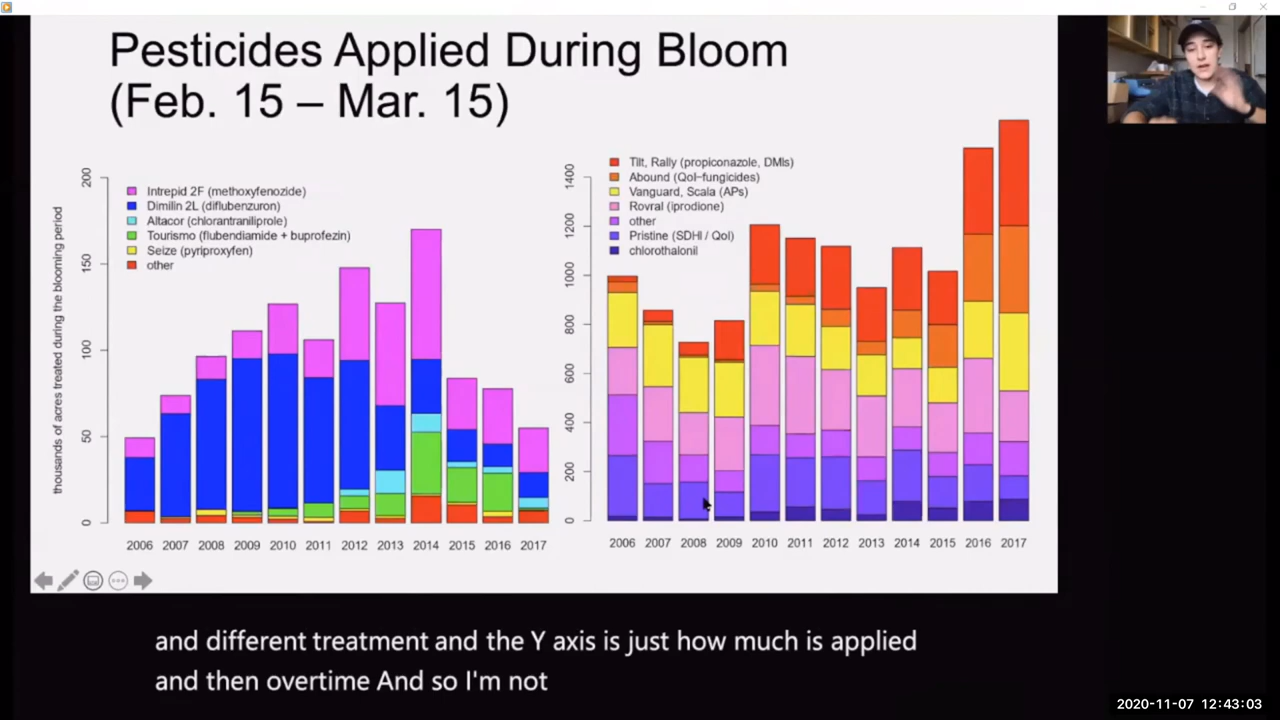 Pesticides Applied During Bloom
(Feb. 15 – Mar. 15)
thousands of acres treated during the blooming period
200
150
100
50
0
Intrepid 2F (methoxyfenozide)
Dimilin 2L (diflubenzuron)
Altacor (chlorantraniliprole)
Tourismo (flubendiamide + buprofezin)
Seize (pyriproxyfen)
other
2006 2007 2008 2009 2010 2011 2012 2013 2014 2015 2016 2017
1400
1200
1000
800
600
400
200
0
Tilt, Rally (propiconazole, DMIs)
Abound (QoI−fungicides)
Vanguard, Scala (APs)
Rovral (iprodione)
other
Pristine (SDHI / QoI)
chlorothalonil
2006 2007 2008 2009 2010 2011 2012 2013 2014 2015 2016 2017
and different treatment and the Y axis is just how much is applied
and then overtime And so I'm not
2020-11-07 12:43:03